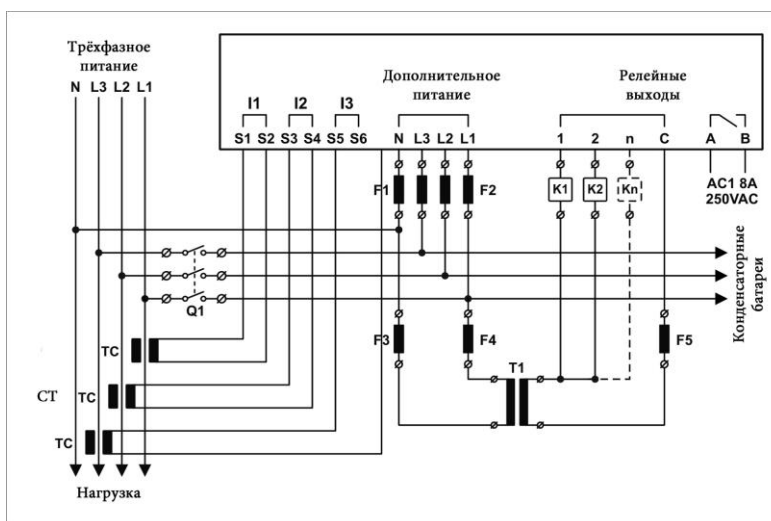 Трёхфазное
питание
N L3 L2 L1
I1 I2 I3
S1 S2 S3 S4 S5 S6
Дополнительное
питание
N L3 L2 L1
Релейные
выходы
1 2 n C A B
F1 F2
K1 K2 Kn
AC1 8A
250VAC
Q1
Конденсаторные
батареи
F3 F4 F5
T1
TC
CT TC
TC
Нагрузка